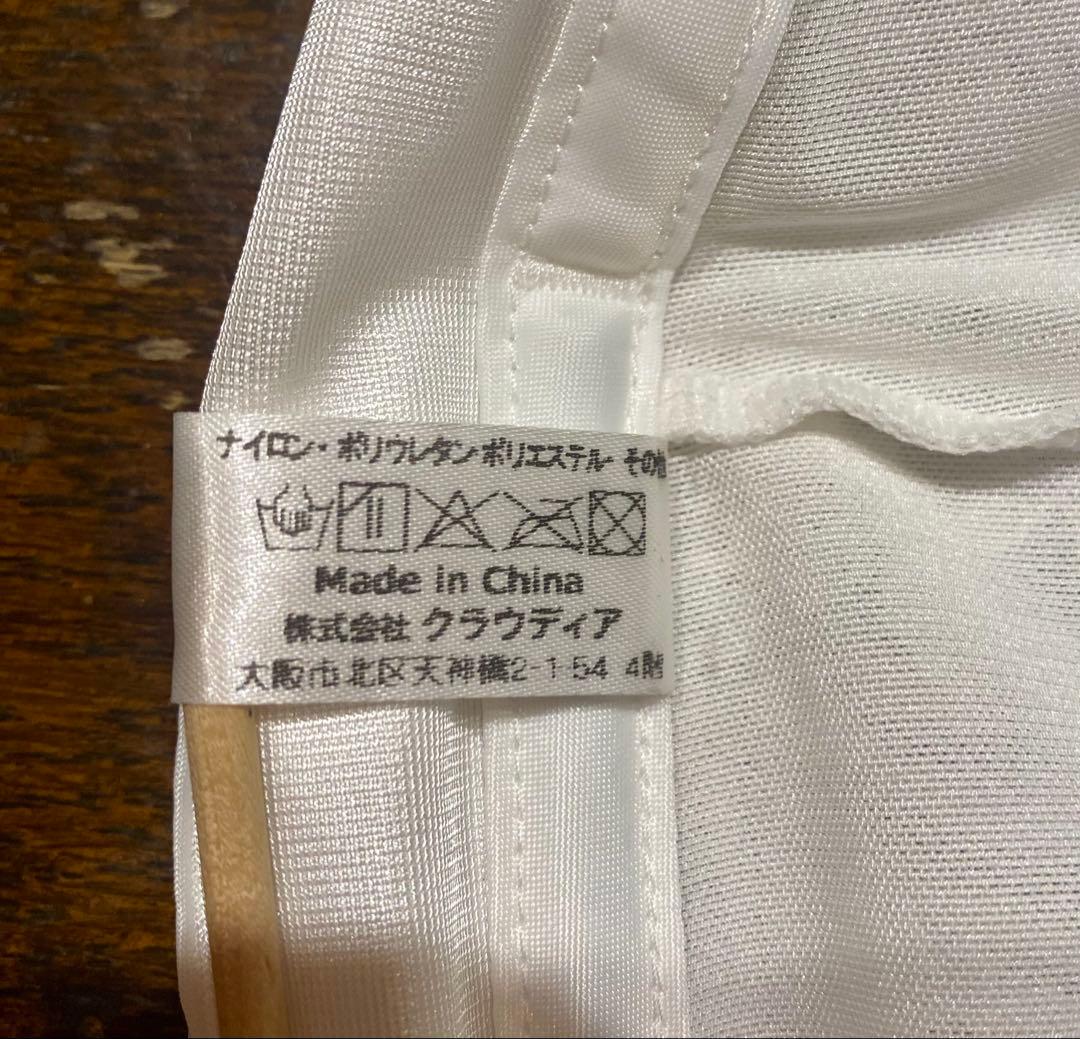 ナイロン・ポリウレタン ポリエステル その他
Made in China
株式会社 クラウディア
大阪市北区天神橋2-1-54 4階